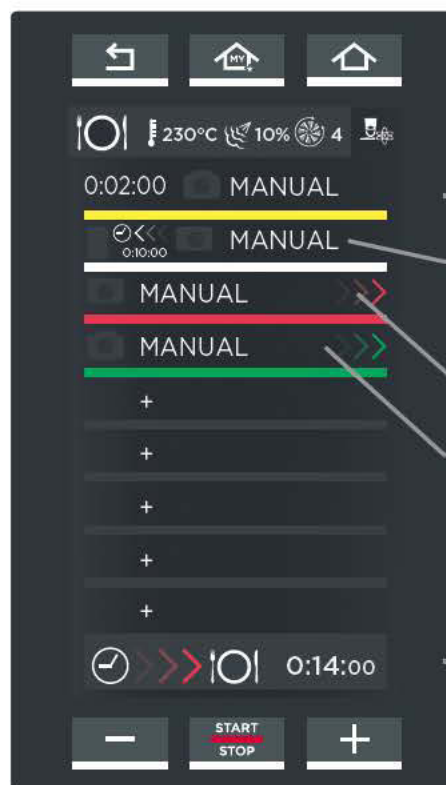 MY
230°C 10% 4
0:02:00 MANUAL
0:10:00 MANUAL
MANUAL
MANUAL
+
+
+
+
+
0:14:00
START
STOP